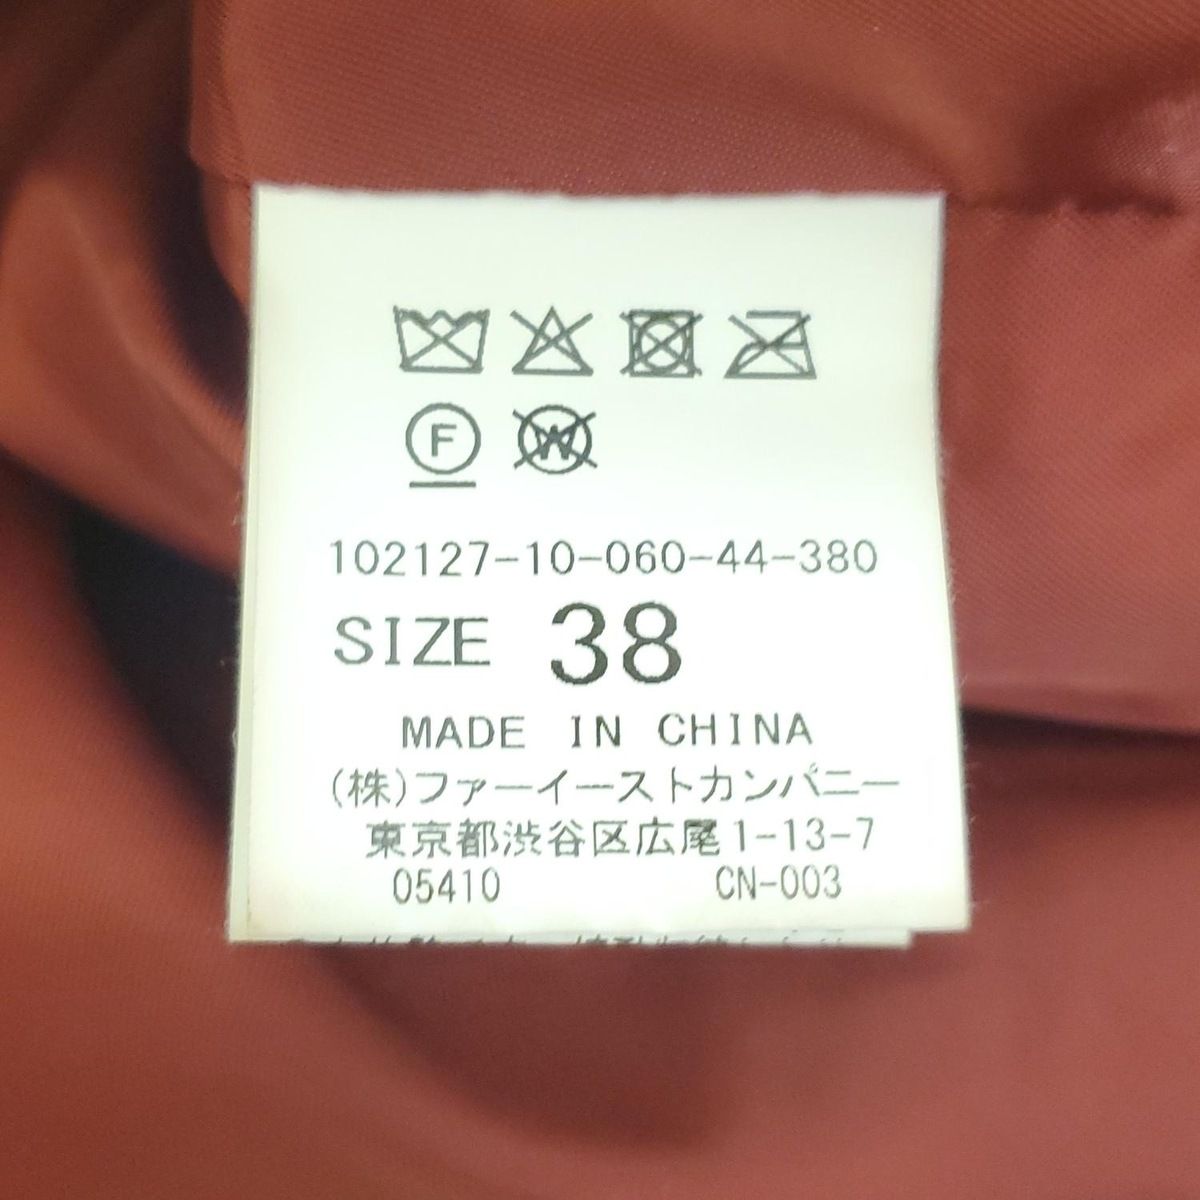 F W
102127-10-060-44-380
SIZE 38
MADE IN CHINA
(株)ファーイーストカンパニー
東京都渋谷区広尾1-13-7
05410 CN-003